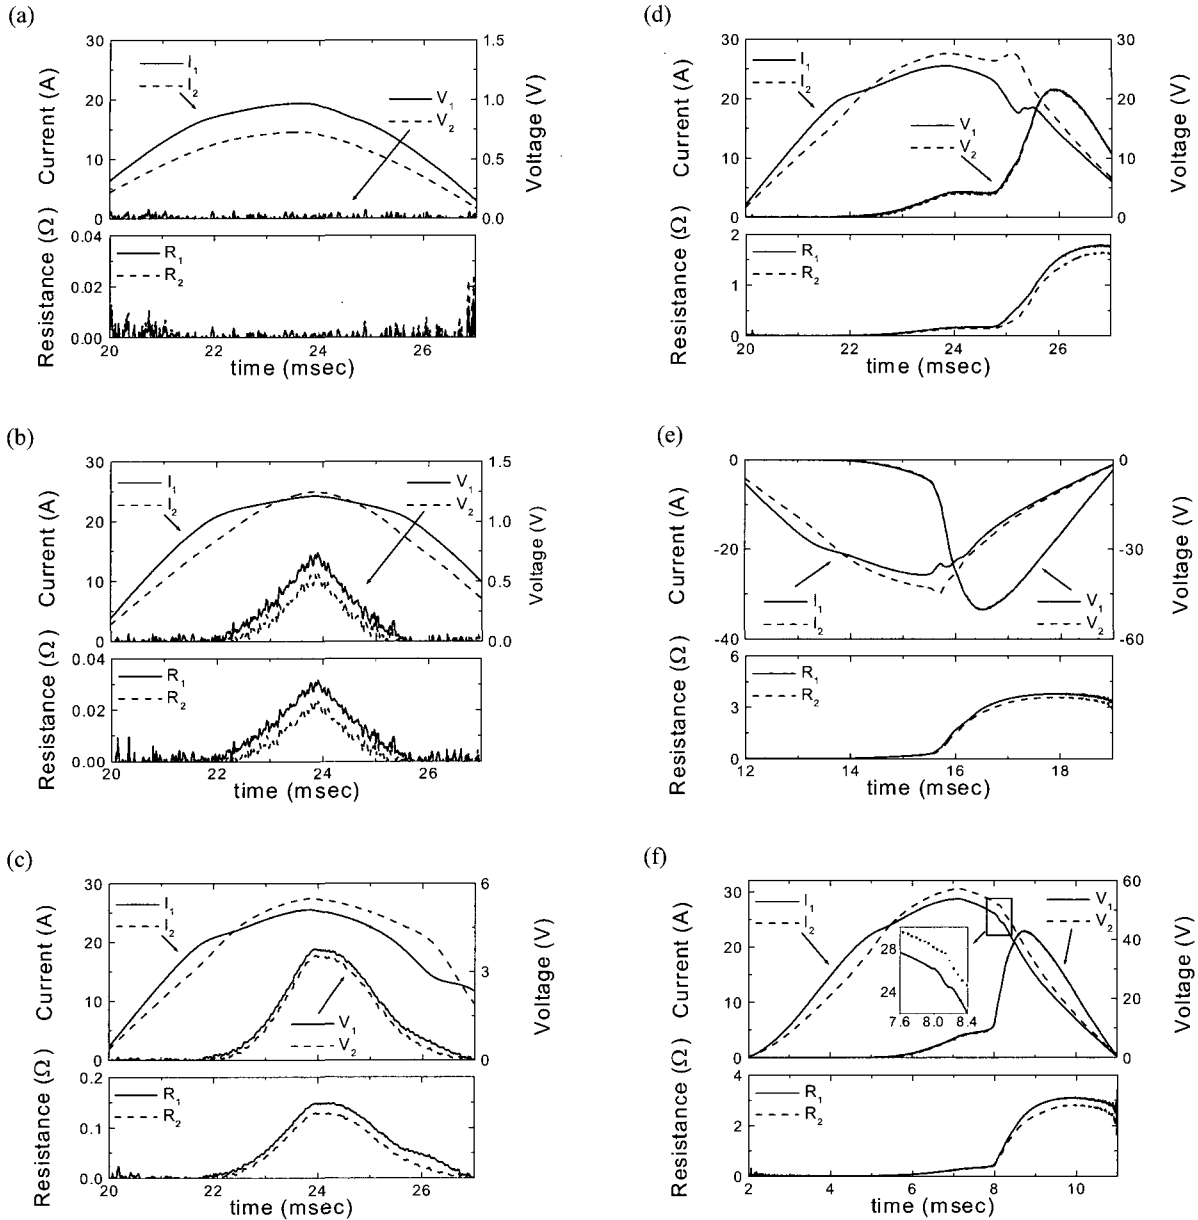 (a)
30
20
10
0
Current (A)
I1
I2
V1
V2
1.5
1.0
0.5
0.0
Voltage (V)
0.04
0.02
0.00
Resistance (Ω)
R1
R2
20 22 24 26
time (msec)
(b)
30
20
10
0
Current (A)
I1
I2
V1
V2
1.5
1.0
0.5
0.0
Voltage (V)
0.04
0.02
0.00
Resistance (Ω)
R1
R2
20 22 24 26
time (msec)
(c)
30
20
10
0
Current (A)
I1
I2
V1
V2
6
3
0
Voltage (V)
0.2
0.1
0.0
Resistance (Ω)
R1
R2
20 22 24 26
time (msec)
(d)
30
20
10
0
Current (A)
I1
I2
V1
V2
30
20
10
0
Voltage (V)
2
1
0
Resistance (Ω)
R1
R2
20 22 24 26
time (msec)
(e)
0
-20
-40
Current (A)
I1
I2
V1
V2
0
-30
-60
Voltage (V)
6
3
0
Resistance (Ω)
R1
R2
12 14 16 18
time (msec)
(f)
30
20
10
0
Current (A)
I1
I2
28
24
7.6 8.0 8.4
V1
V2
60
40
20
0
Voltage (V)
4
2
0
Resistance (Ω)
R1
R2
2 4 6 8 10
time (msec)